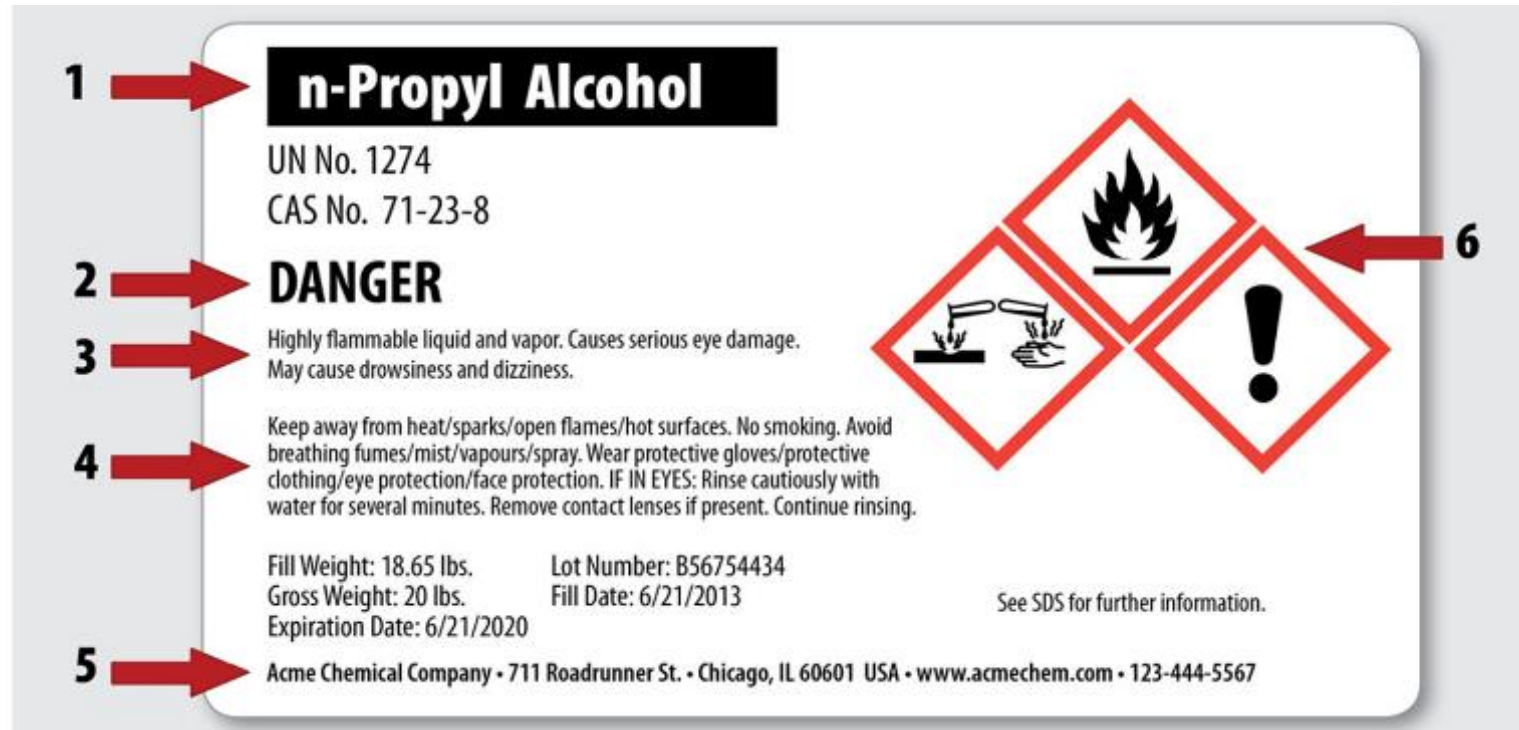 1
n-Propyl Alcohol
UN No. 1274
CAS No. 71-23-8
2
DANGER
3
Highly flammable liquid and vapor. Causes serious eye damage.
May cause drowsiness and dizziness.
4
Keep away from heat/sparks/open flames/hot surfaces. No smoking. Avoid
breathing fumes/mist/vapours/spray. Wear protective gloves/protective
clothing/eye protection/face protection. IF IN EYES: Rinse cautiously with
water for several minutes. Remove contact lenses if present. Continue rinsing.
Fill Weight: 18.65 lbs. Lot Number: B56754434
Gross Weight: 20 lbs. Fill Date: 6/21/2013
Expiration Date: 6/21/2020
See SDS for further information.
5
Acme Chemical Company • 711 Roadrunner St. • Chicago, IL 60601 USA • www.acmechem.com • 123-444-5567
6